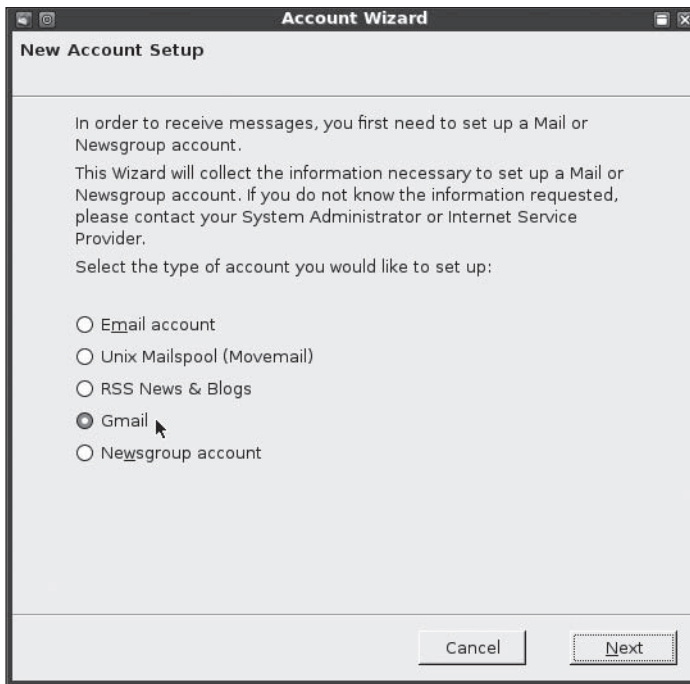 Account Wizard
New Account Setup
In order to receive messages, you first need to set up a Mail or
Newsgroup account.
This Wizard will collect the information necessary to set up a Mail or
Newsgroup account. If you do not know the information requested,
please contact your System Administrator or Internet Service
Provider.
Select the type of account you would like to set up:
Email account
Unix Mailspool (Movemail)
RSS News & Blogs
Gmail
Newsgroup account
Cancel
Next